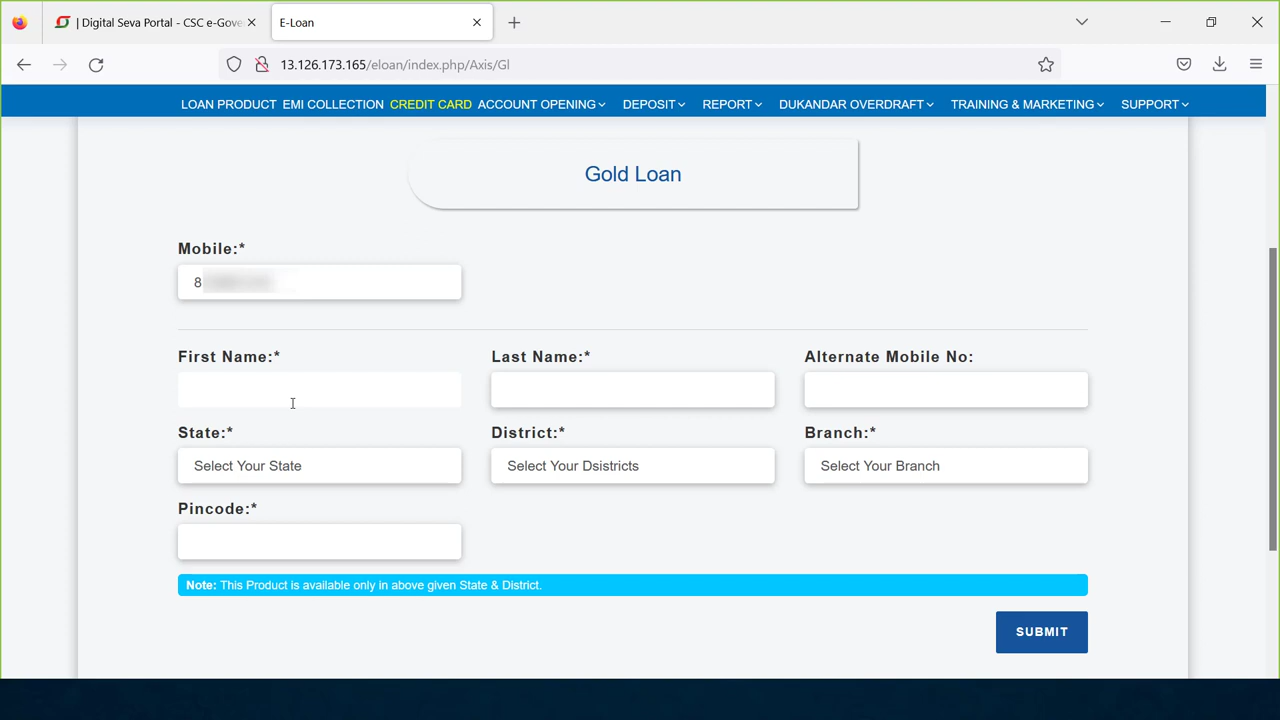 | Digital Seva Portal - CSC e-Gove
E-Loan
13.126.173.165/eloan/index.php/Axis/Gl
LOAN PRODUCT EMI COLLECTION CREDIT CARD ACCOUNT OPENING DEPOSIT REPORT DUKANDAR OVERDRAFT TRAINING & MARKETING SUPPORT
Gold Loan
Mobile:*
8
First Name:* Last Name:* Alternate Mobile No:
State:* District:* Branch:*
Select Your State Select Your Dsistricts Select Your Branch
Pincode:*
Note: This Product is available only in above given State & District.
SUBMIT